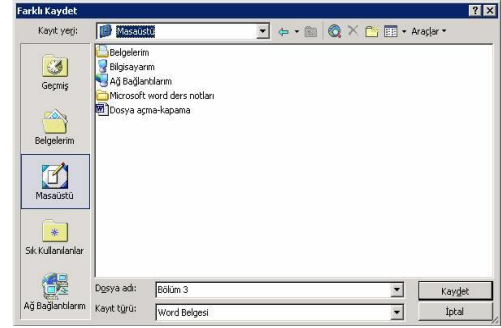 Farklı Kaydet
Kayıt yeri: Masaüstü Araçlar
Geçmiş
Belgelerim
Masaüstü
Sık Kullanılanlar
Ağ Bağlantılarım
Belgelerim
Bilgisayarım
Ağ Bağlantılarım
Microsoft word ders notları
Dosya açma-kapama
Dosya adı: Bölüm 3 Kaydet
Kayıt türü: Word Belgesi İptal